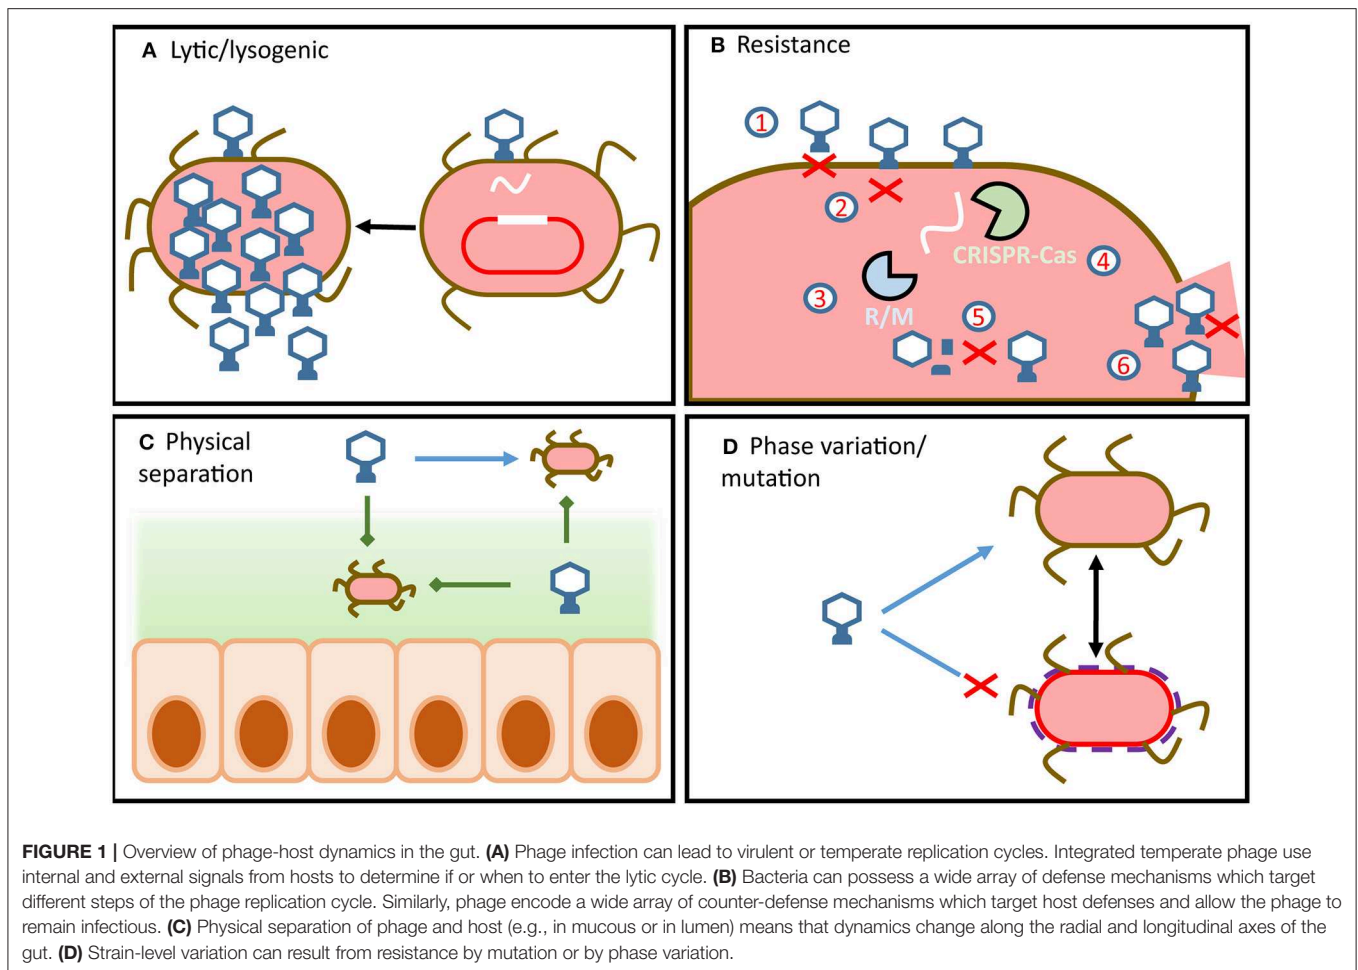 A Lytic/lysogenic
B Resistance
1
2
CRISPR-Cas
4
3
R/M
5
6
C Physical
separation
D Phase variation/
mutation
FIGURE 1 | Overview of phage-host dynamics in the gut. (A) Phage infection can lead to virulent or temperate replication cycles. Integrated temperate phage use
internal and external signals from hosts to determine if or when to enter the lytic cycle. (B) Bacteria can possess a wide array of defense mechanisms which target
different steps of the phage replication cycle. Similarly, phage encode a wide array of counter-defense mechanisms which target host defenses and allow the phage to
remain infectious. (C) Physical separation of phage and host (e.g., in mucous or in lumen) means that dynamics change along the radial and longitudinal axes of the
gut. (D) Strain-level variation can result from resistance by mutation or by phase variation.